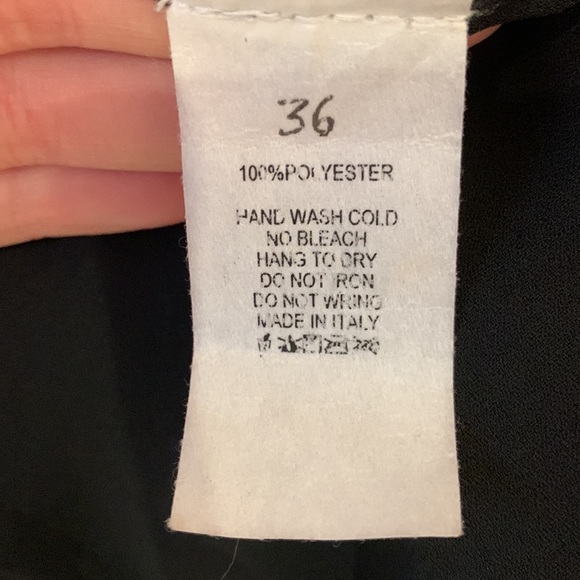 36
100%POLYESTER
HAND WASH COLD
NO BLEACH
HANG TO DRY
DO NOT IRON
DO NOT WRING
MADE IN ITALY